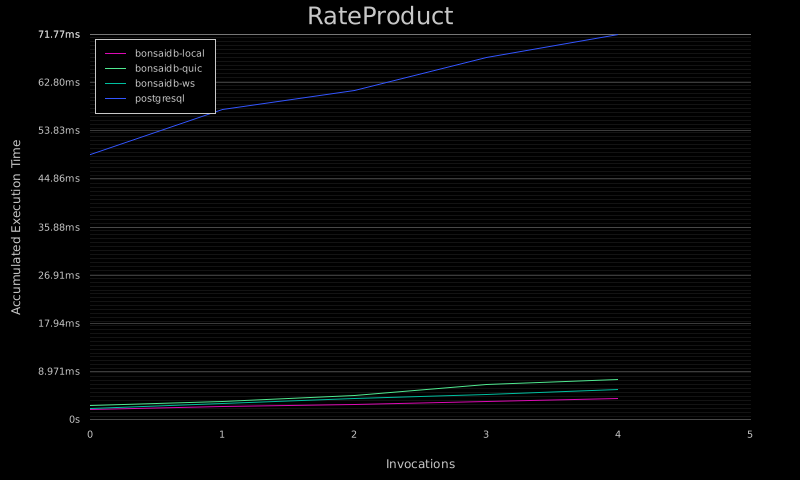 RateProduct
71.77ms
bonsaidb-local
bonsaidb-quic
bonsaidb-ws
postgresql
62.80ms
53.83ms
44.86ms
35.88ms
26.91ms
17.94ms
8.971ms
0s
Accumulated Execution Time
0 1 2 3 4 5
Invocations